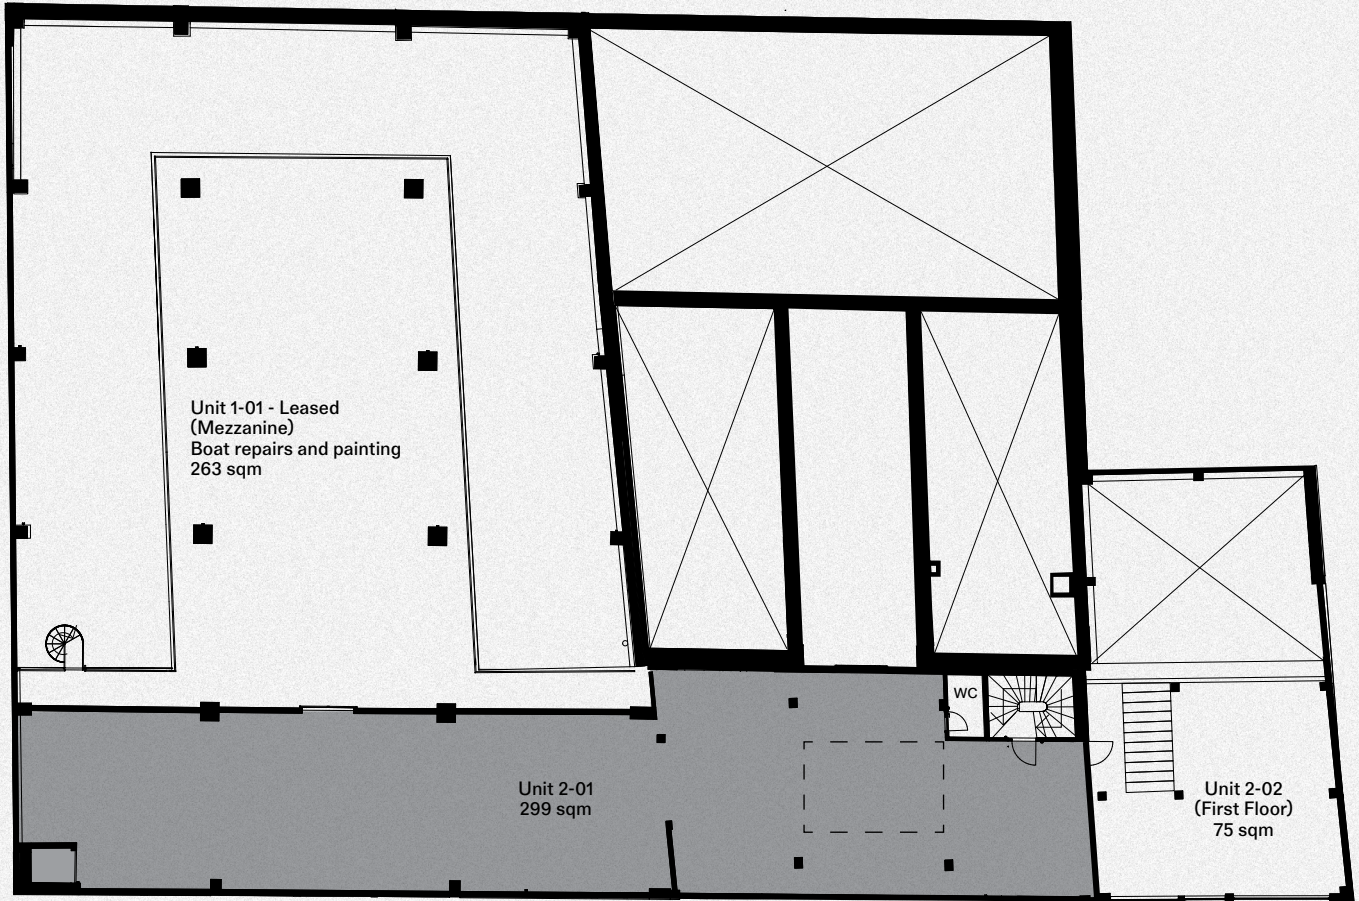 Unit 1-01 - Leased
(Mezzanine)
Boat repairs and painting
263 sqm
WC
Unit 2-01
299 sqm
Unit 2-02
(First Floor)
75 sqm